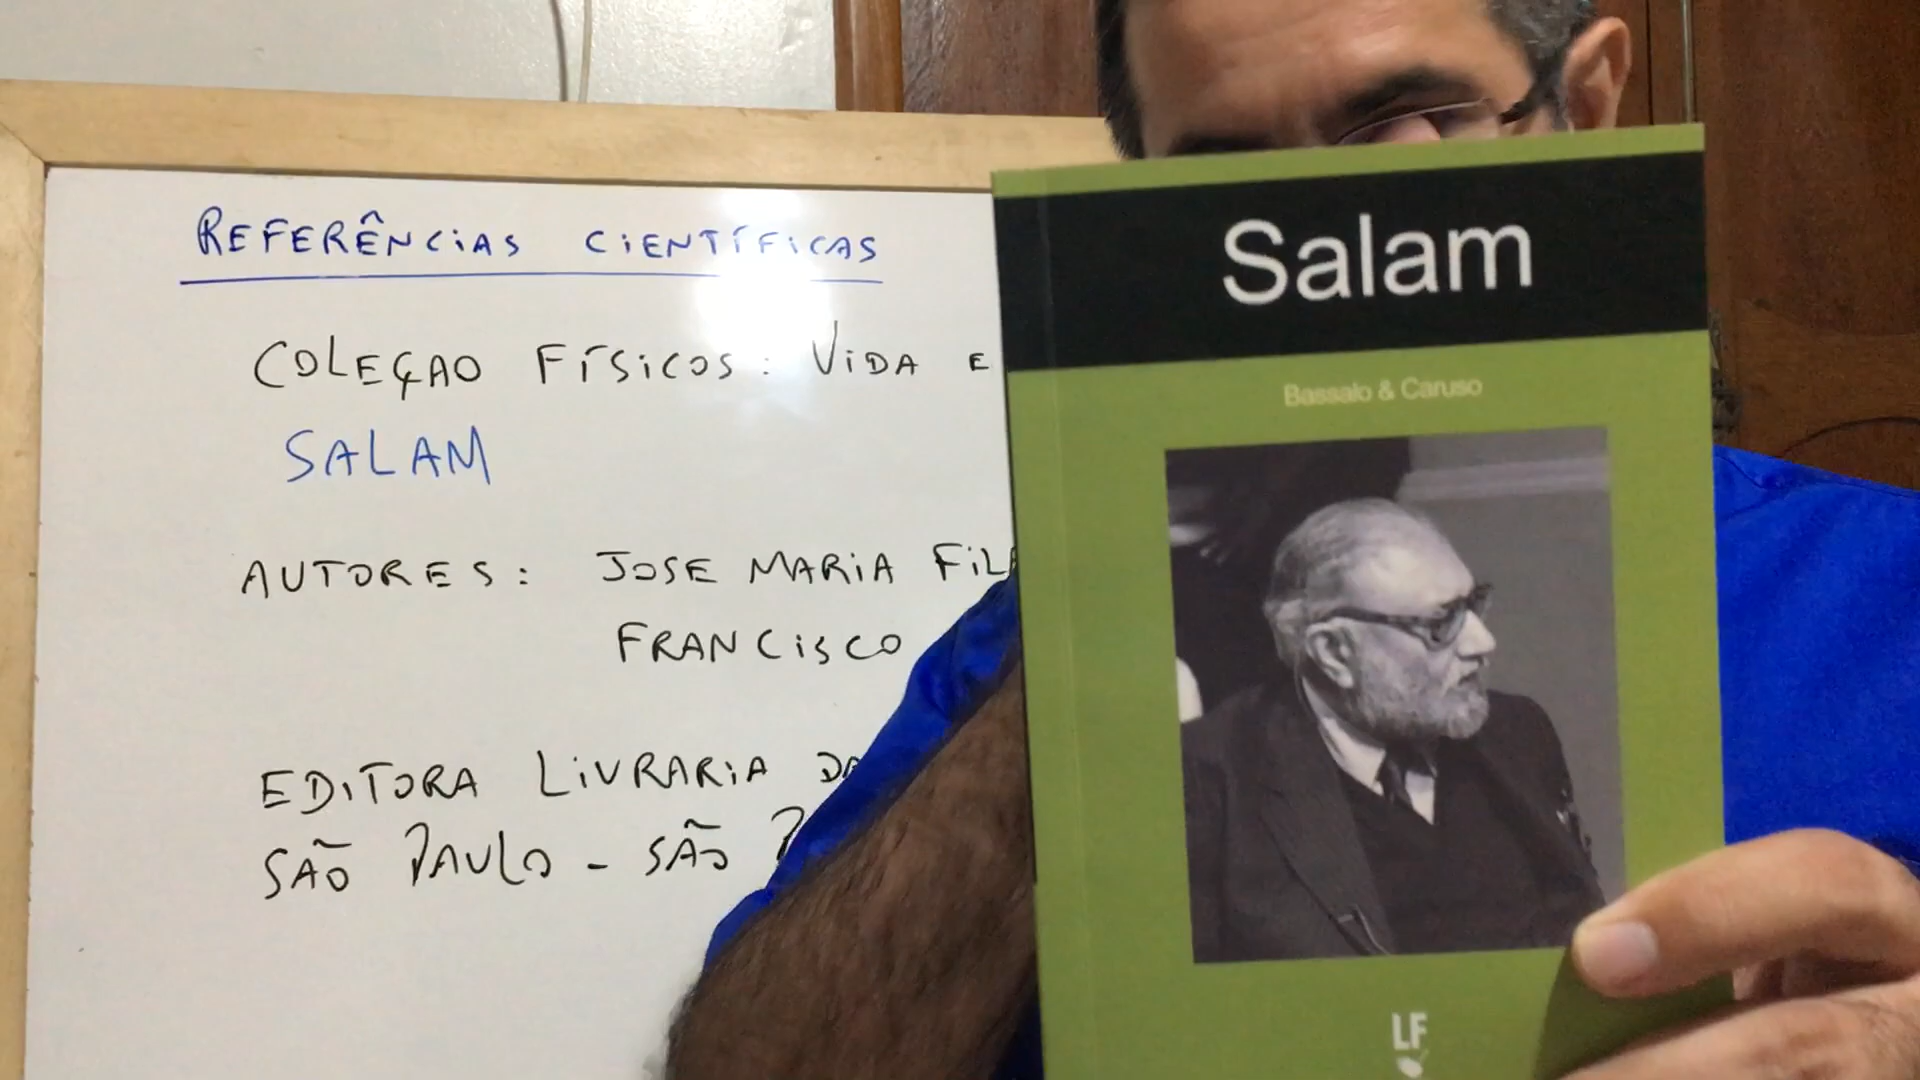 REFERÊNCIAS CIENTÍFICAS
COLEÇAO FÍSICOS: VIDA E
SALAM
AUTORES: JOSE MARIA FIL
FRANCISCO
EDITORA LIVRARIA DA
SÃO PAULO - SÃO P
Salam
Bassalo & Caruso
LF